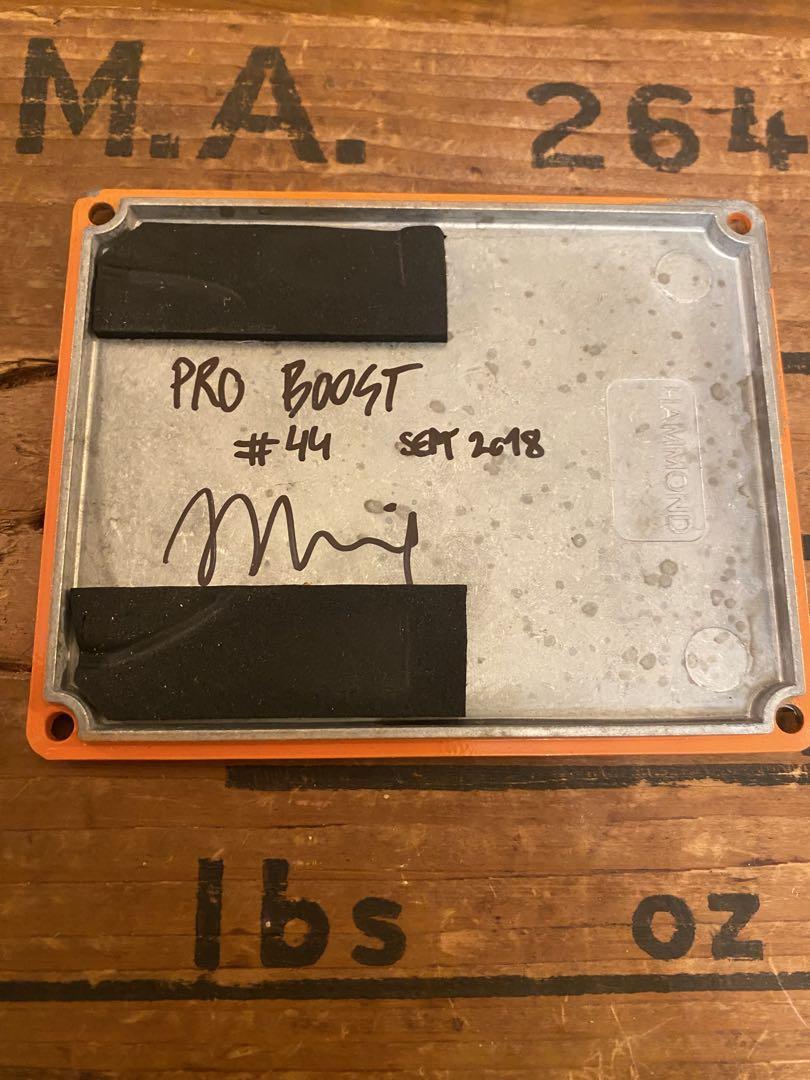 M.A. 264
PRO BOOST
#44 SEPT 2018
HAMMOND
lbs oz